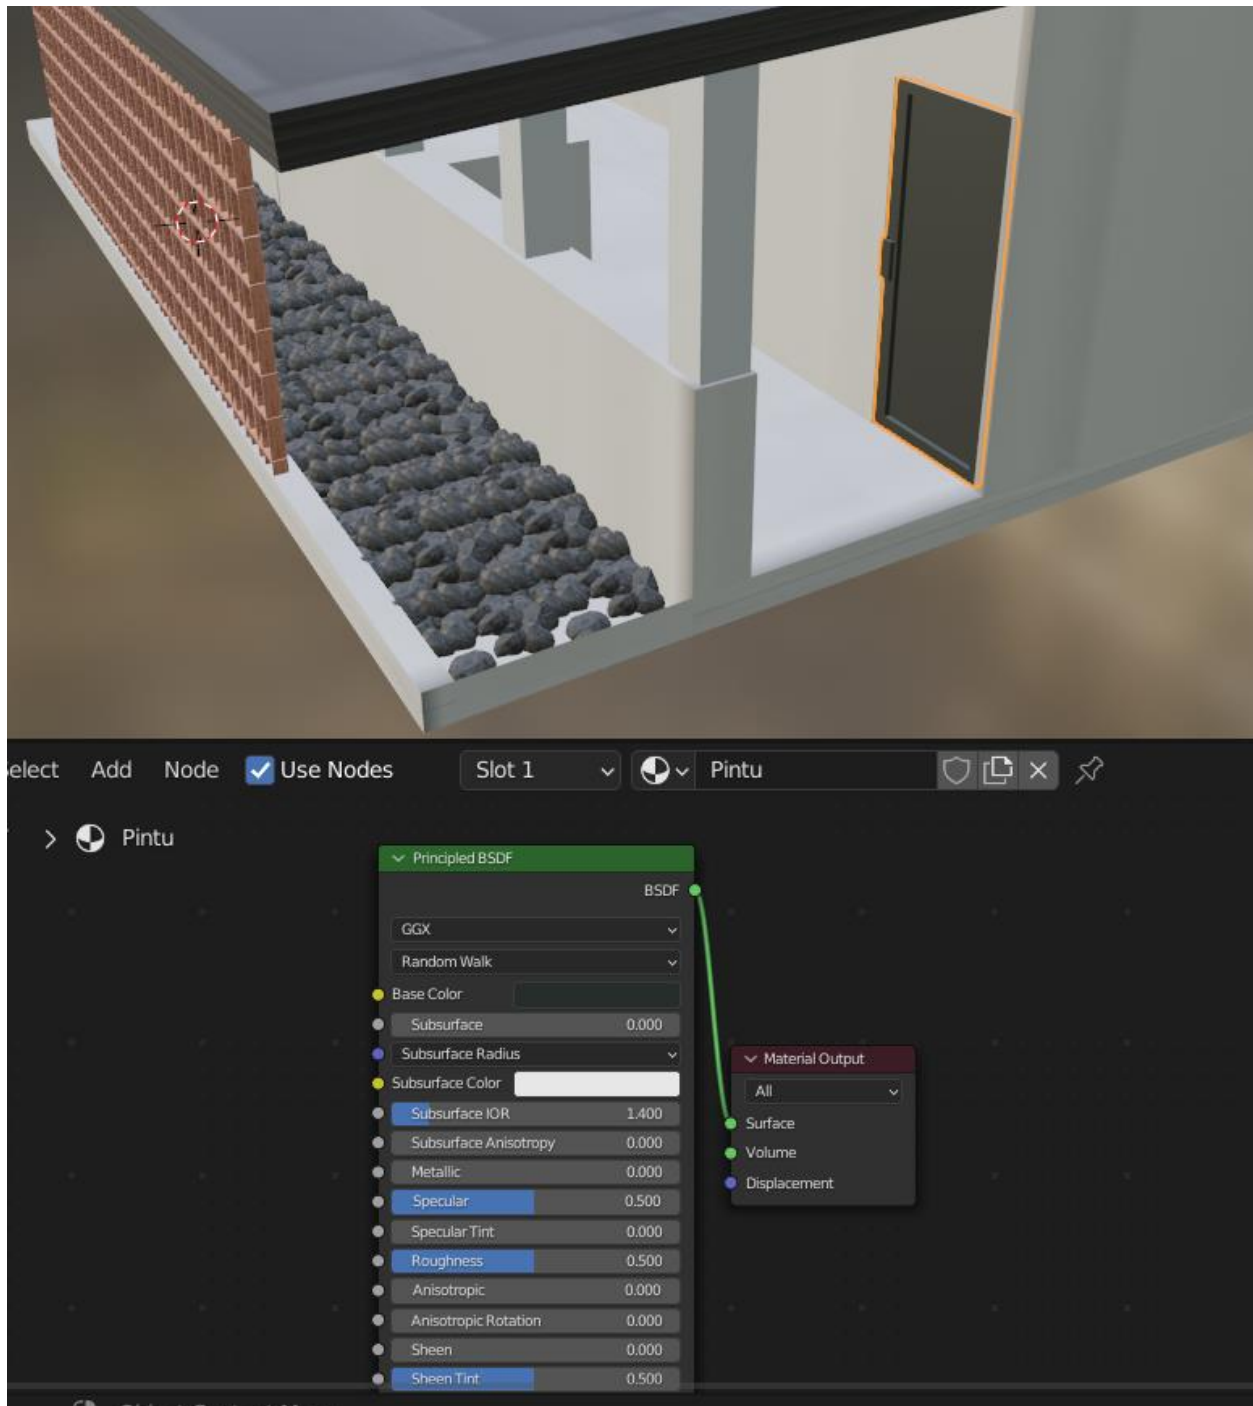 Select Add Node Use Nodes Slot 1 Pintu
Pintu
Principled BSDF
BSDF
GGX
Random Walk
Base Color
Subsurface 0.000
Subsurface Radius
Subsurface Color
Subsurface IOR 1.400
Subsurface Anisotropy 0.000
Metallic 0.000
Specular 0.500
Specular Tint 0.000
Roughness 0.500
Anisotropic 0.000
Anisotropic Rotation 0.000
Sheen 0.000
Sheen Tint 0.500
Material Output
All
Surface
Volume
Displacement